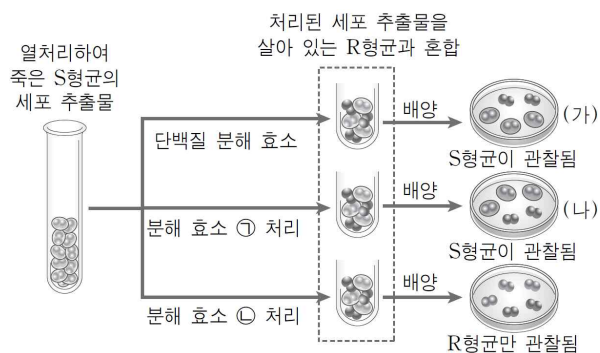 열처리하여
죽은 S형균의
세포 추출물
처리된 세포 추출물을
살아 있는 R형균과 혼합
단백질 분해 효소
배양
(가)
S형균이 관찰됨
분해 효소 ㉠ 처리
배양
(나)
S형균이 관찰됨
분해 효소 ㉡ 처리
배양
R형균만 관찰됨